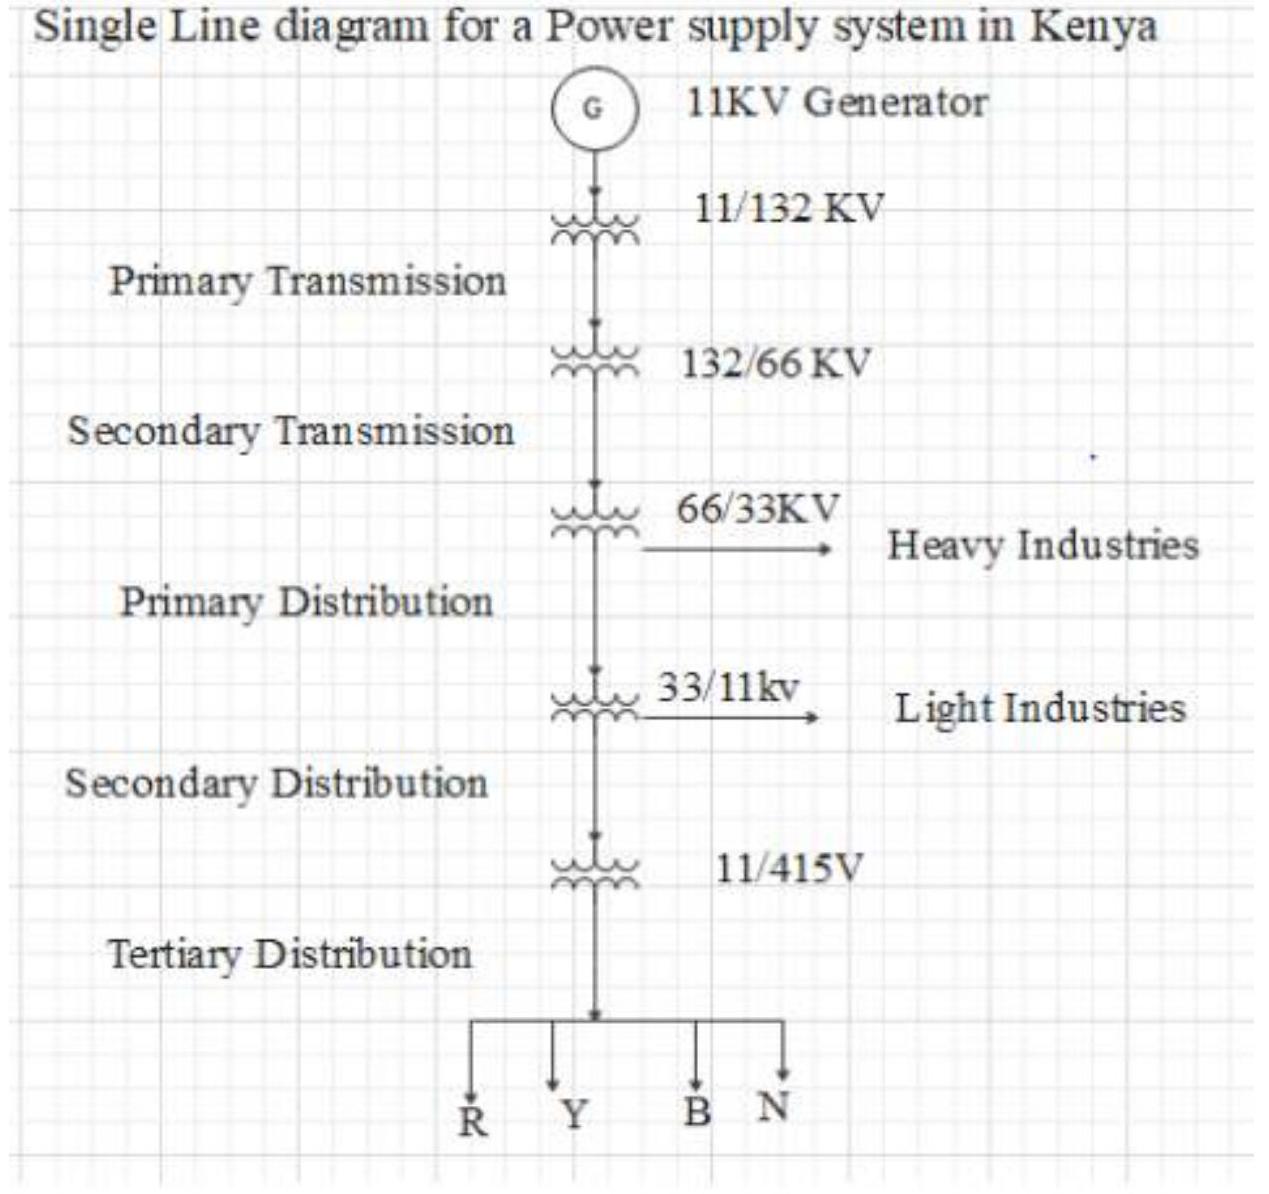 Single Line diagram for a Power supply system in Kenya
G
11KV Generator
11/132 KV
Primary Transmission
132/66 KV
Secondary Transmission
66/33KV
Heavy Industries
Primary Distribution
33/11kv
Light Industries
Secondary Distribution
11/415V
Tertiary Distribution
R Y B N